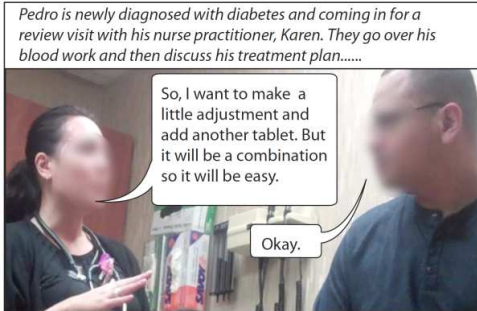 Pedro is newly diagnosed with diabetes and coming in for a
review visit with his nurse practitioner, Karen. They go over his
blood work and then discuss his treatment plan......
So, I want to make a
little adjustment and
add another tablet. But
it will be a combination
so it will be easy.
Okay.
SAVOY